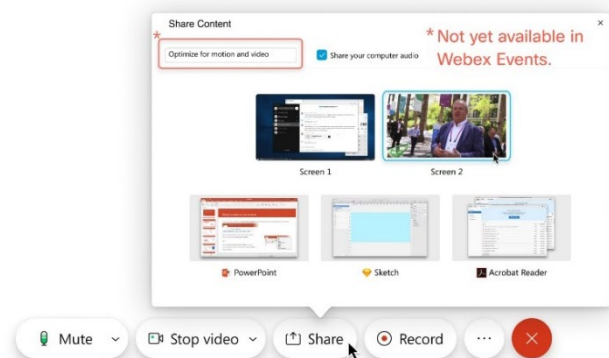 Share Content
×
*
* Not yet available in
Webex Events.
Optimize for motion and video
Share your computer audio
Screen 1
Screen 2
PowerPoint
Sketch
Acrobat Reader
Mute
Stop video
Share
Record
...
×